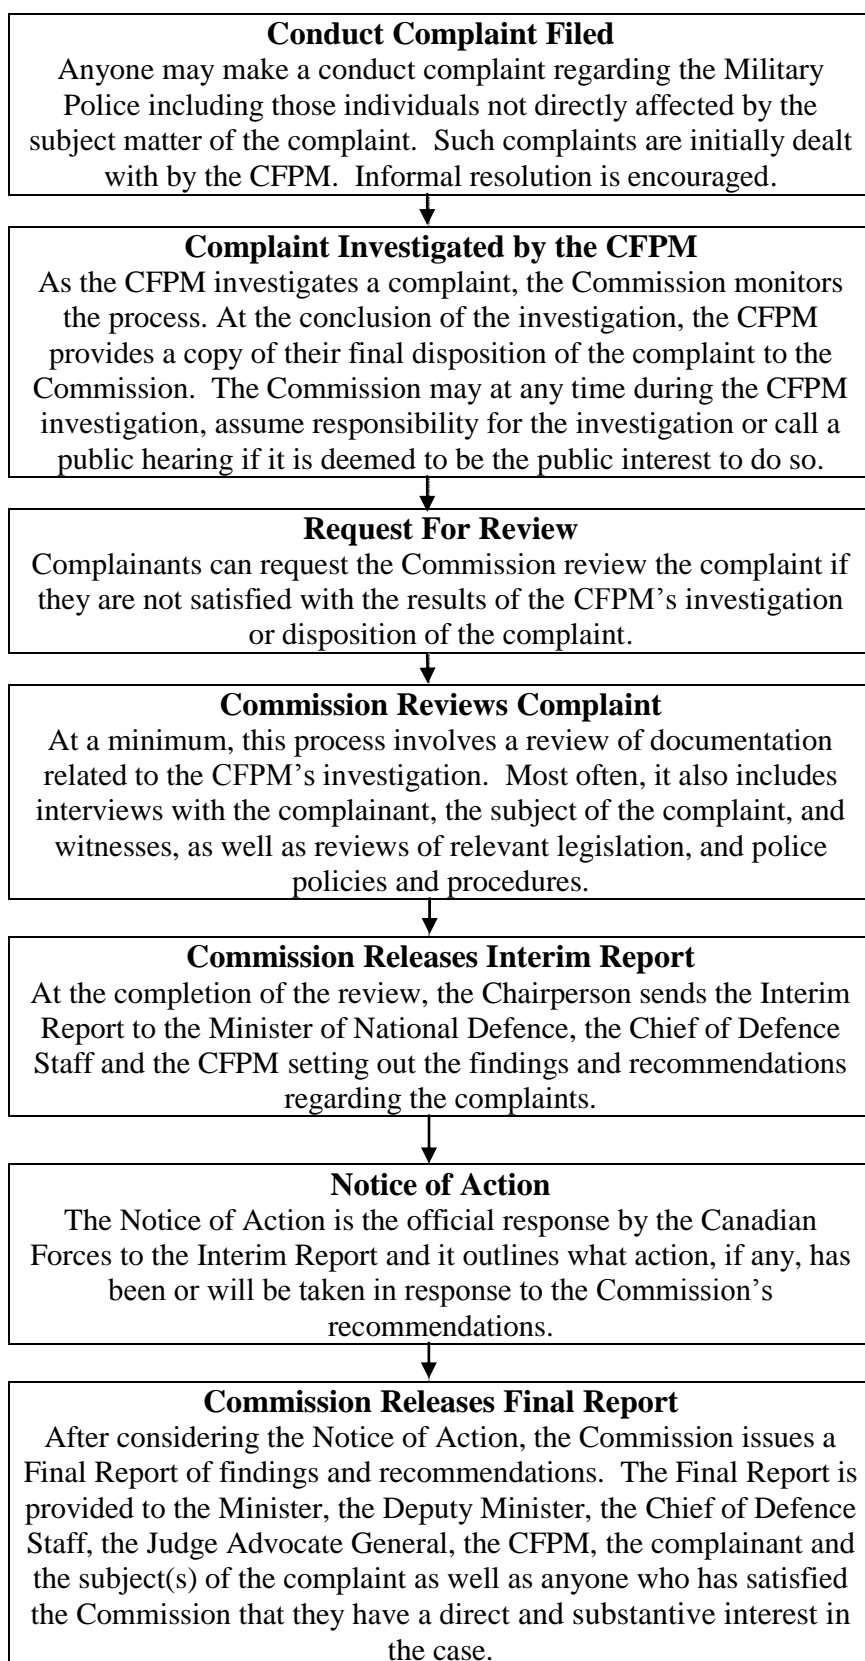 Conduct Complaint Filed
Anyone may make a conduct complaint regarding the Military
Police including those individuals not directly affected by the
subject matter of the complaint.  Such complaints are initially dealt
with by the CFPM.  Informal resolution is encouraged.
Complaint Investigated by the CFPM
As the CFPM investigates a complaint, the Commission monitors
the process. At the conclusion of the investigation, the CFPM
provides a copy of their final disposition of the complaint to the
Commission.  The Commission may at any time during the CFPM
investigation, assume responsibility for the investigation or call a
public hearing if it is deemed to be the public interest to do so.
Request For Review
Complainants can request the Commission review the complaint if
they are not satisfied with the results of the CFPM’s investigation
or disposition of the complaint.
Commission Reviews Complaint
At a minimum, this process involves a review of documentation
related to the CFPM’s investigation.  Most often, it also includes
interviews with the complainant, the subject of the complaint, and
witnesses, as well as reviews of relevant legislation, and police
policies and procedures.
Commission Releases Interim Report
At the completion of the review, the Chairperson sends the Interim
Report to the Minister of National Defence, the Chief of Defence
Staff and the CFPM setting out the findings and recommendations
regarding the complaints.
Notice of Action
The Notice of Action is the official response by the Canadian
Forces to the Interim Report and it outlines what action, if any, has
been or will be taken in response to the Commission’s
recommendations.
Commission Releases Final Report
After considering the Notice of Action, the Commission issues a
Final Report of findings and recommendations.  The Final Report is
provided to the Minister, the Deputy Minister, the Chief of Defence
Staff, the Judge Advocate General, the CFPM, the complainant and
the subject(s) of the complaint as well as anyone who has satisfied
the Commission that they have a direct and substantive interest in
the case.